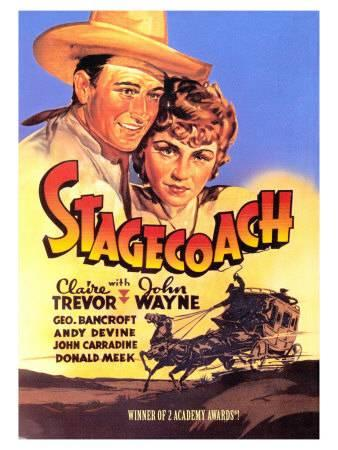 STAGECOACH
Claire with John
TREVOR WAYNE
GEO. BANCROFT
ANDY DEVINE
JOHN CARRADINE
DONALD MEEK
WINNER OF 2 ACADEMY AWARDS®!